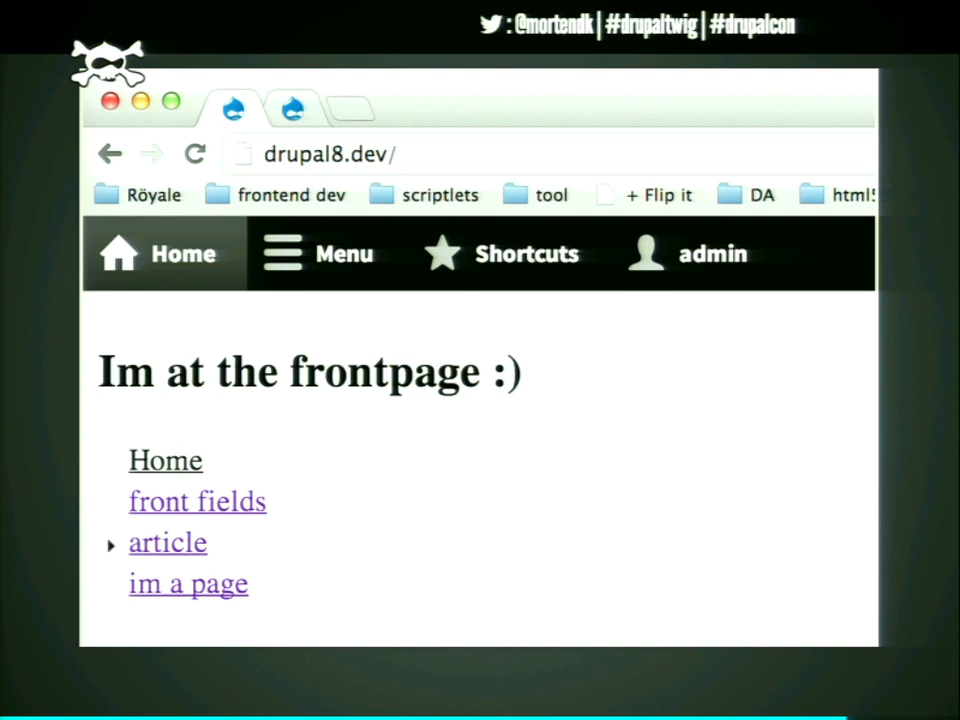 : @mortendk | #drupaltwig | #drupalcon
drupal8.dev/
Röyale frontend dev scriptlets tool + Flip it DA html5
Home Menu Shortcuts admin
Im at the frontpage :)
Home
front fields
article
im a page